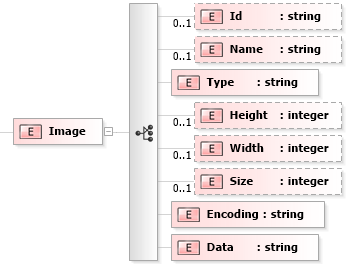 0..1 E Id : string
0..1 E Name : string
E Type : string
0..1 E Height : integer
E Image
0..1 E Width : integer
0..1 E Size : integer
E Encoding : string
E Data : string